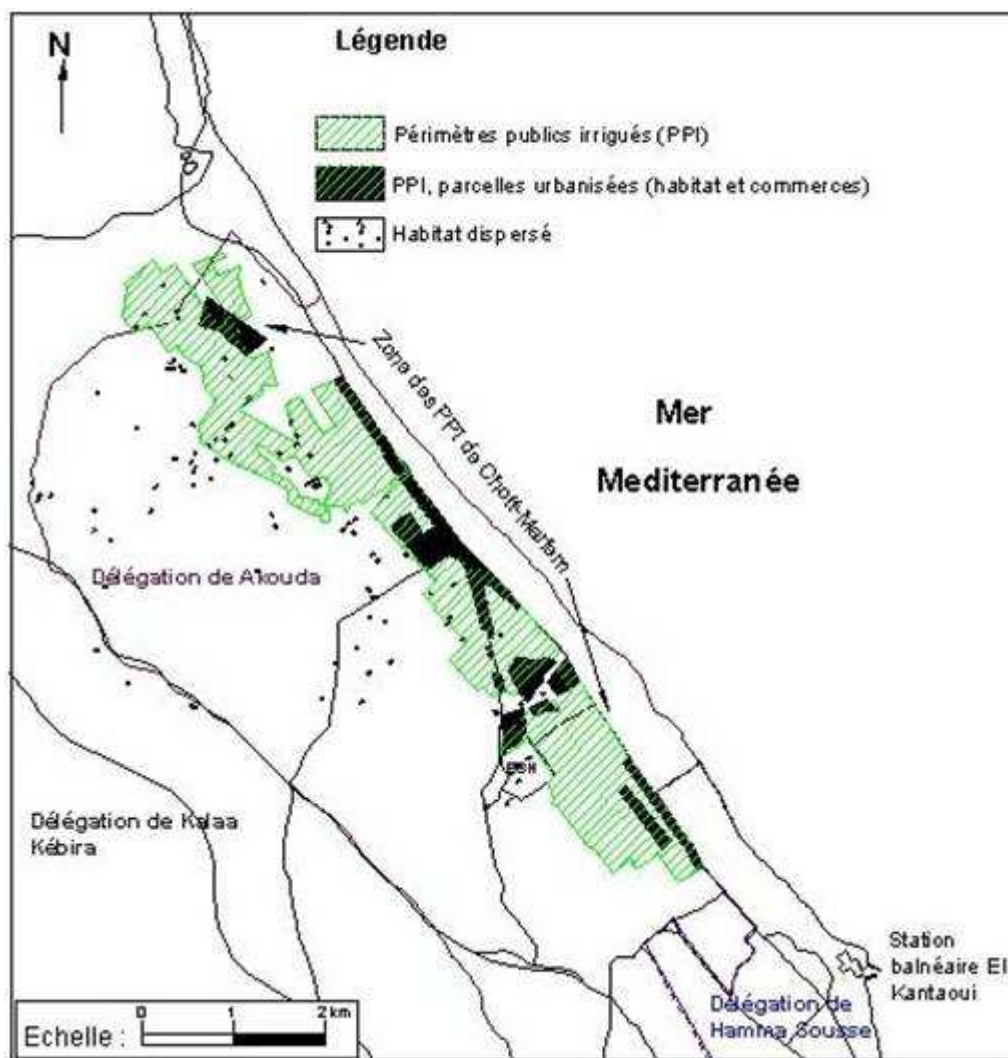 N
Légende
Périmètres publics irrigués (PPI)
PPI, parcelles urbanisées (habitat et commerces)
Habitat dispersé
Zone des PPI de Chott-Mariem
Mer
Mediterranée
Délégation de Akouda
Délégation de Kalaa
Kébira
Station
balnéaire El
Kantaoui
Délégation de
Hamma Sousse
0 1 2 km
Echelle :